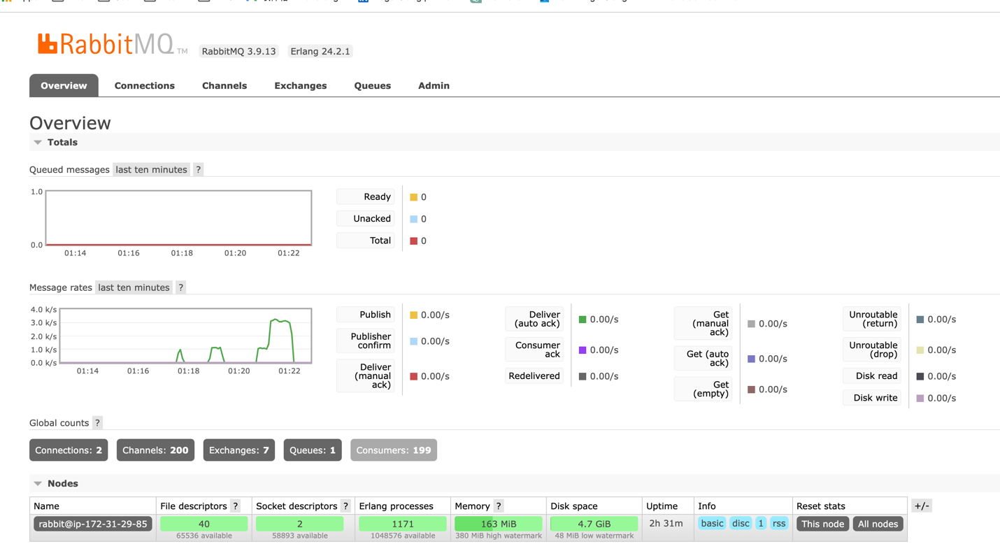 RabbitMQ TM RabbitMQ 3.9.13 Erlang 24.2.1
Overview Connections Channels Exchanges Queues Admin
Overview
Totals
Queued messages last ten minutes ?
1.0
0.0
01:14 01:16 01:18 01:20 01:22
Ready 0
Unacked 0
Total 0
Message rates last ten minutes ?
4.0 k/s
3.0 k/s
2.0 k/s
1.0 k/s
0.0 k/s
01:14 01:16 01:18 01:20 01:22
Publish 0.00/s
Publisher
confirm 0.00/s
Deliver
(manual
ack) 0.00/s
Deliver
(auto ack) 0.00/s
Consumer
ack 0.00/s
Redelivered 0.00/s
Get
(manual
ack) 0.00/s
Get (auto
ack) 0.00/s
Get
(empty) 0.00/s
Unroutable
(return) 0.00/s
Unroutable
(drop) 0.00/s
Disk read 0.00/s
Disk write 0.00/s
Global counts ?
Connections: 2 Channels: 200 Exchanges: 7 Queues: 1 Consumers: 199
Nodes
Name File descriptors ? Socket descriptors ? Erlang processes Memory ? Disk space Uptime Info Reset stats +/-
rabbit@ip-172-31-29-85 40 2 1171 163 MiB 4.7 GiB 2h 31m basic disc 1 rss This node All nodes
65536 available 58893 available 1048576 available 380 MiB high watermark 48 MiB low watermark